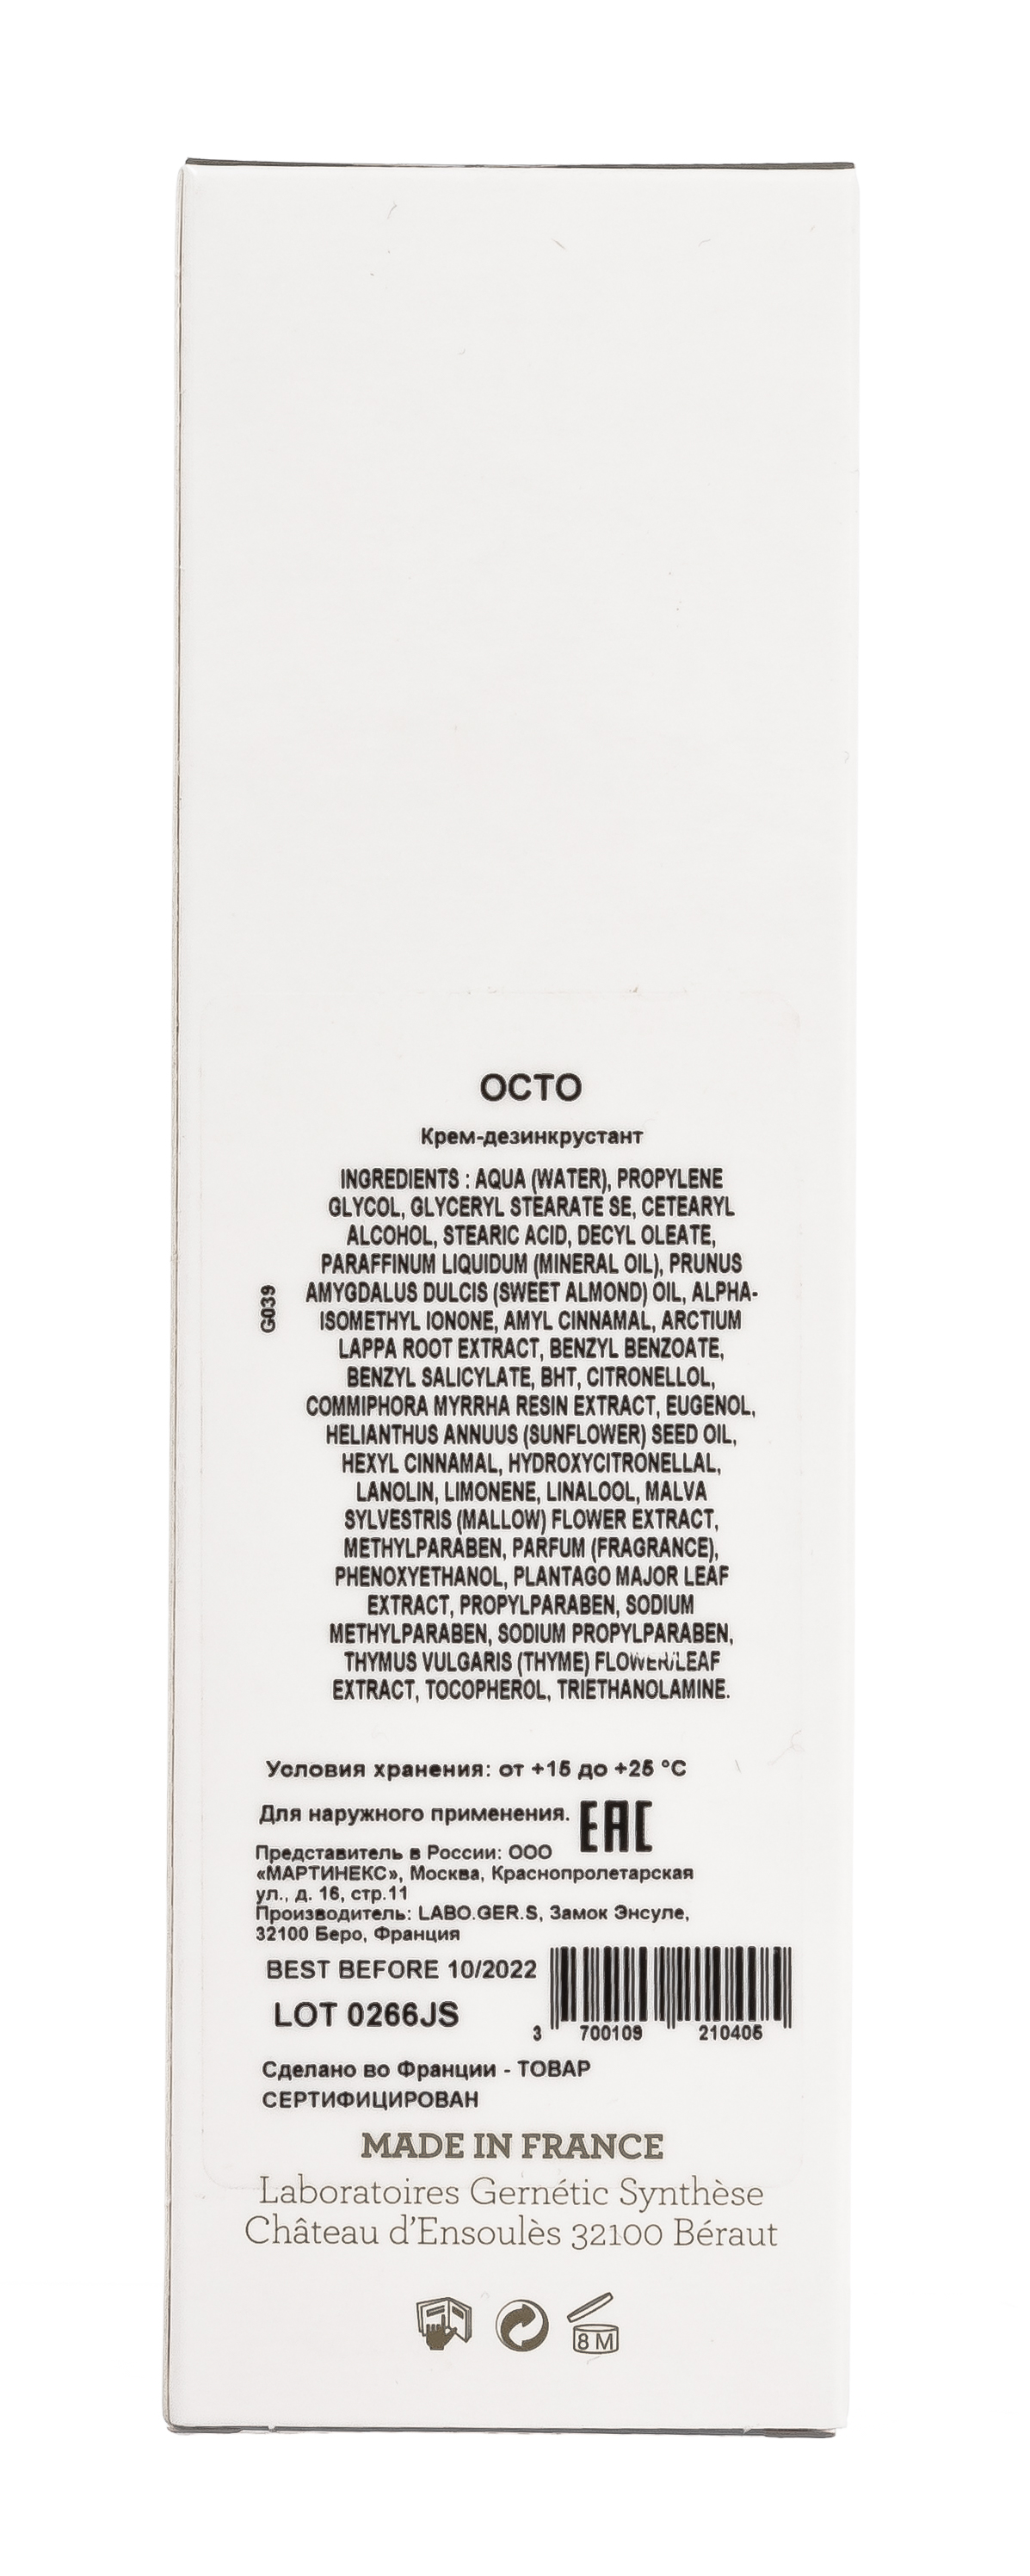 OCTO
Крем-дезинкрустант
INGREDIENTS : AQUA (WATER), PROPYLENE
GLYCOL, GLYCERYL STEARATE SE, CETEARYL
ALCOHOL, STEARIC ACID, DECYL OLEATE,
PARAFFINUM LIQUIDUM (MINERAL OIL), PRUNUS
AMYGDALUS DULCIS (SWEET ALMOND) OIL, ALPHA-
ISOMETHYL IONONE, AMYL CINNAMAL, ARCTIUM
LAPPA ROOT EXTRACT, BENZYL BENZOATE,
BENZYL SALICYLATE, BHT, CITRONELLOL,
COMMIPHORA MYRRHA RESIN EXTRACT, EUGENOL,
HELIANTHUS ANNUUS (SUNFLOWER) SEED OIL,
HEXYL CINNAMAL, HYDROXYCITRONELLAL,
LANOLIN, LIMONENE, LINALOOL, MALVA
SYLVESTRIS (MALLOW) FLOWER EXTRACT,
METHYLPARABEN, PARFUM (FRAGRANCE),
PHENOXYETHANOL, PLANTAGO MAJOR LEAF
EXTRACT, PROPYLPARABEN, SODIUM
METHYLPARABEN, SODIUM PROPYLPARABEN,
THYMUS VULGARIS (THYME) FLOWER/LEAF
EXTRACT, TOCOPHEROL, TRIETHANOLAMINE.
G039
Условия хранения: от +15 до +25 °C
Для наружного применения. EAC
Представитель в России: ООО
«МАРТИНЕКС», Москва, Краснопролетарская
ул., д. 16, стр.11
Производитель: LABO.GER.S, Замок Энсуле,
32100 Беро, Франция
BEST BEFORE 10/2022
LOT 0266JS
3 700109 210405
Сделано во Франции - ТОВАР
СЕРТИФИЦИРОВАН
MADE IN FRANCE
Laboratoires Gernétic Synthèse
Château d'Ensoulès 32100 Béraut
8 M